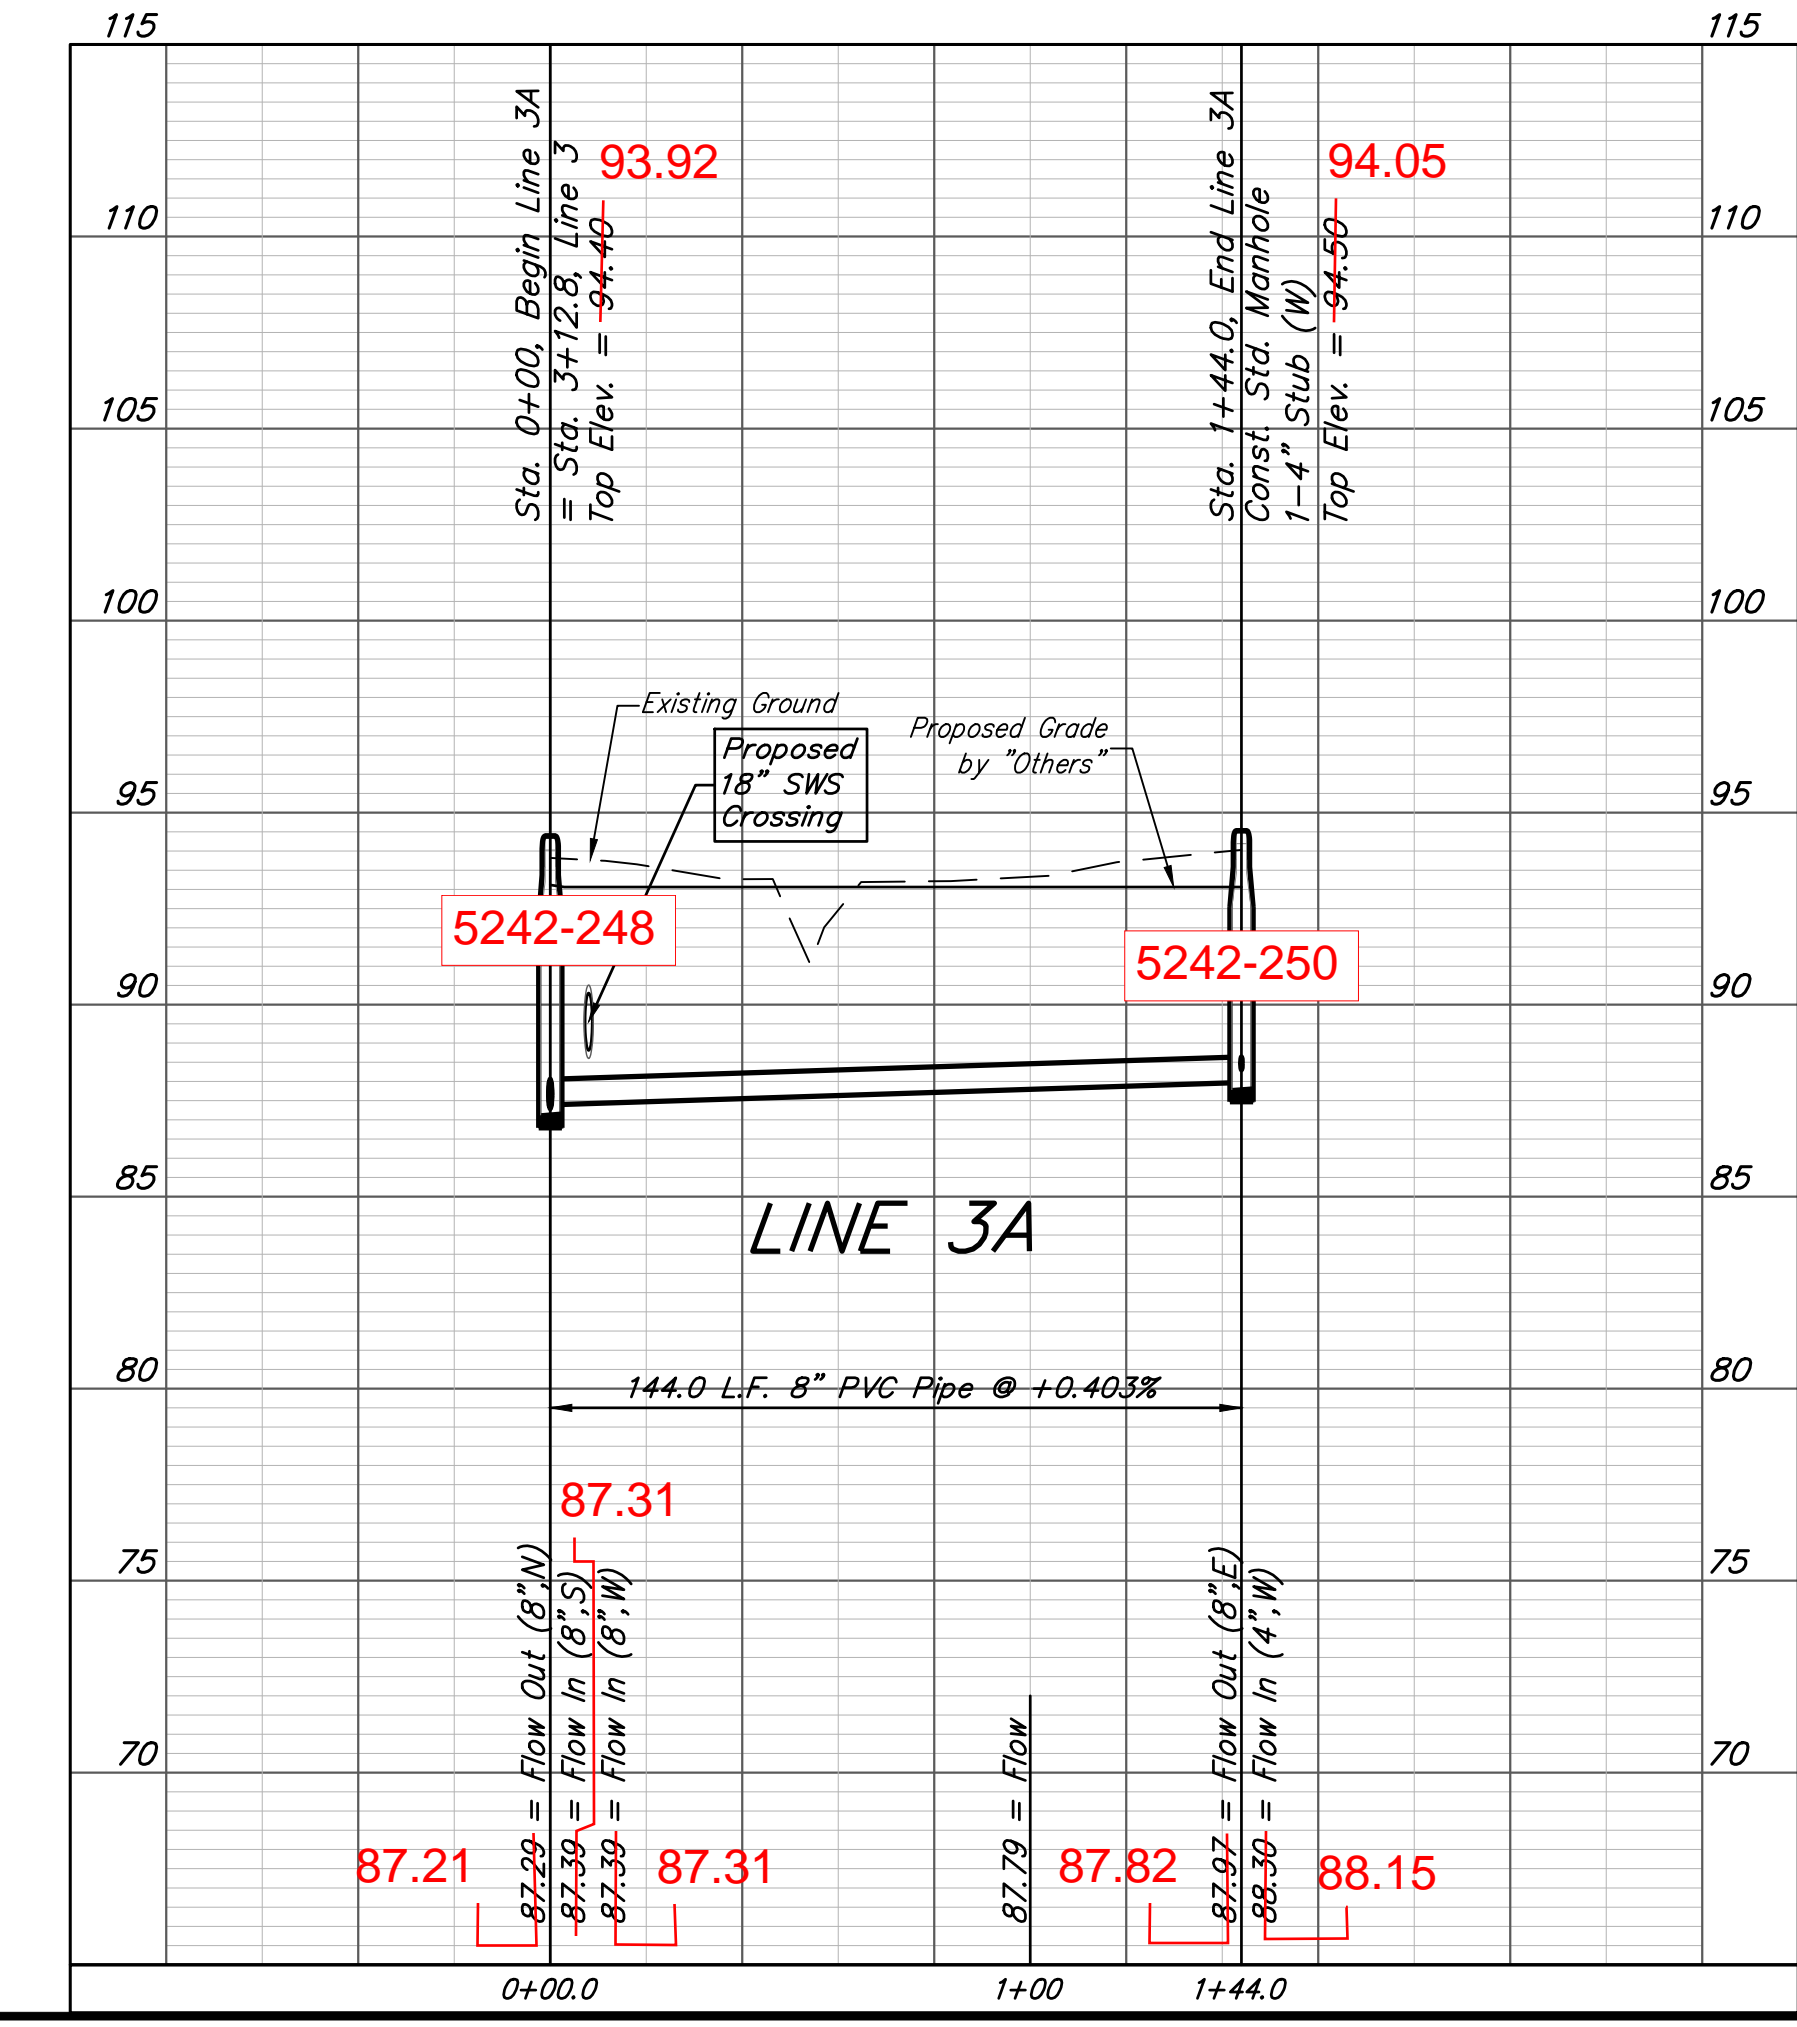 115
115
Sta. 0+00, Begin Line 3A
= Sta. 3+12.8, Line 3
Top Elev. = 94.40
93.92
Sta. 1+44.0, End Line 3A
Const. Std. Manhole
1-4" Stub (W)
Top Elev. = 94.50
94.05
110
110
105
105
100
100
Existing Ground
Proposed
18" SWS
Crossing
Proposed Grade
by "Others"
95
95
5242-248
5242-250
90
90
85
85
LINE 3A
80
80
144.0 L.F. 8" PVC Pipe @ +0.403%
87.31
75
75
70
70
87.29 = Flow Out (8",N)
87.39 = Flow In (8",S)
87.39 = Flow In (8",W)
87.79 = Flow
87.97 = Flow Out (8",E)
88.30 = Flow In (4",W)
87.21
87.31
87.82
88.15
0+00.0
1+00
1+44.0